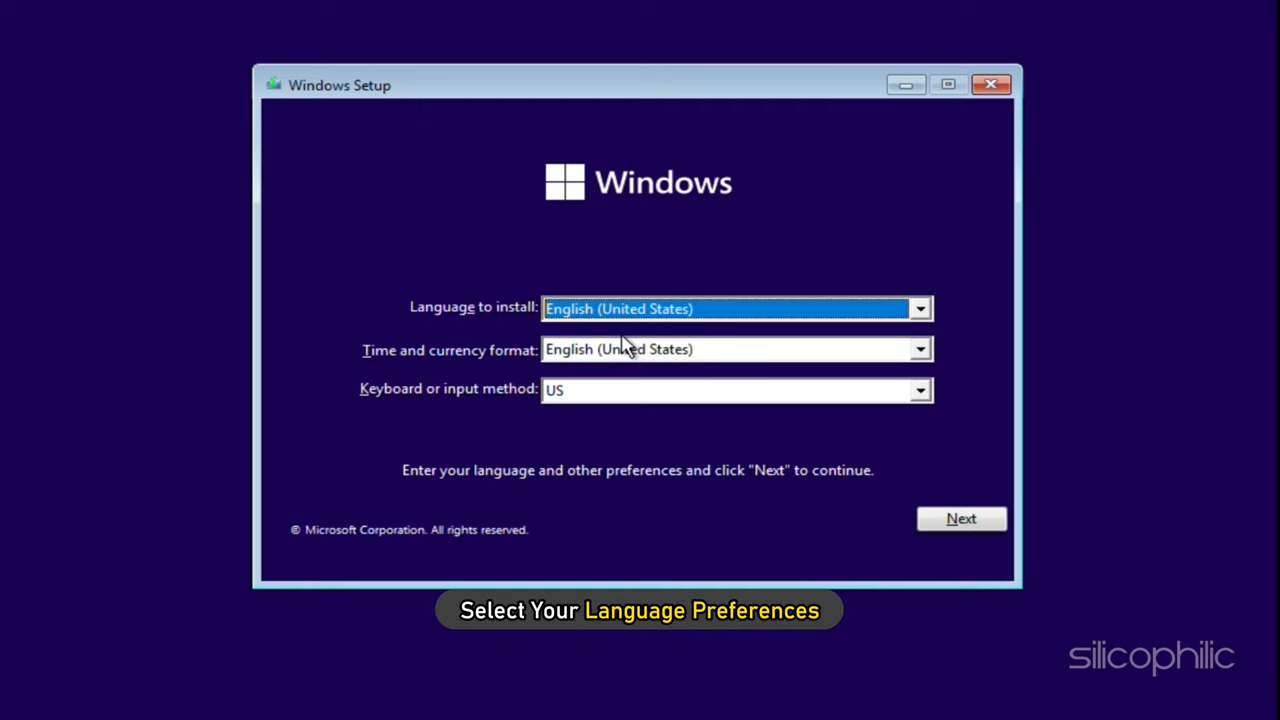 Windows Setup
Windows
Language to install: English (United States)
Time and currency format: English (United States)
Keyboard or input method: US
Enter your language and other preferences and click "Next" to continue.
Next
© Microsoft Corporation. All rights reserved.
Select Your Language Preferences
silicophilic